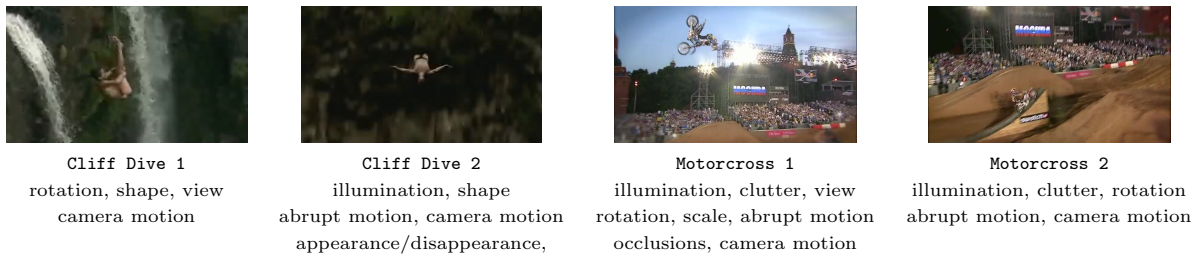 МОСКВА
Cliff Dive 1
rotation, shape, view
camera motion
Cliff Dive 2
illumination, shape
abrupt motion, camera motion
appearance/disappearance,
Motorcross 1
illumination, clutter, view
rotation, scale, abrupt motion
occlusions, camera motion
Motorcross 2
illumination, clutter, rotation
abrupt motion, camera motion